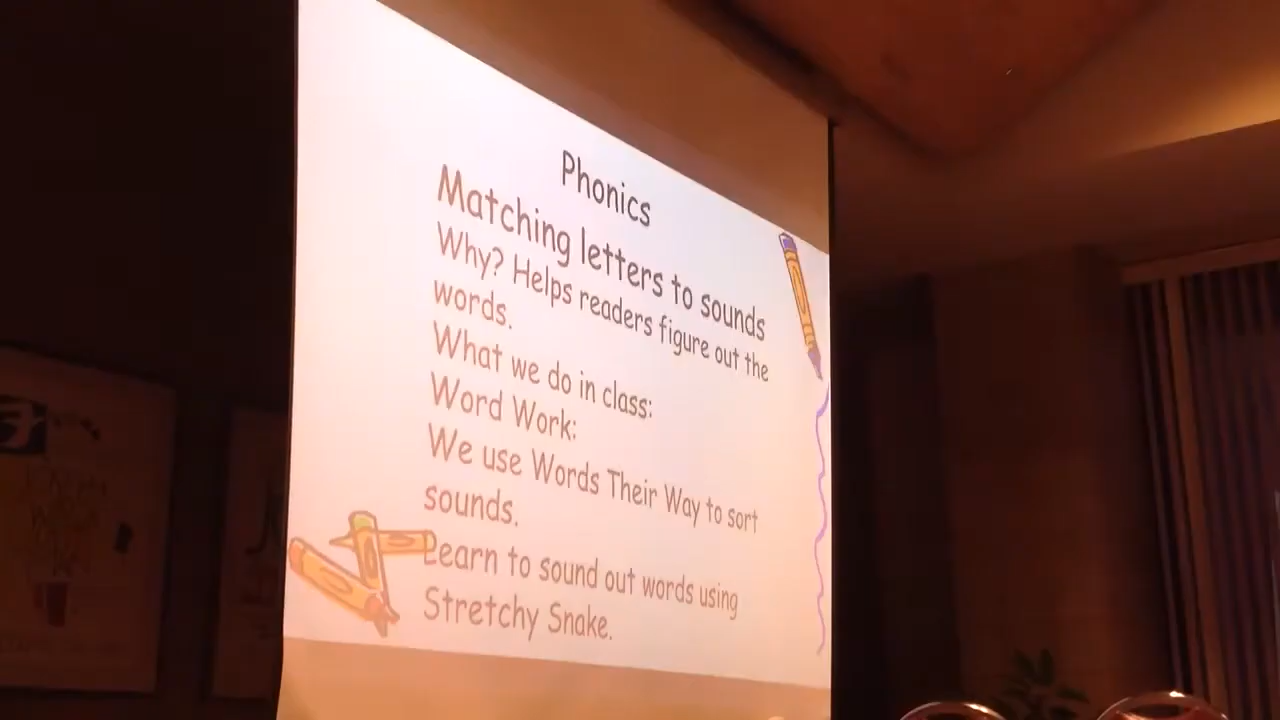 Phonics
Matching letters to sounds
Why? Helps readers figure out the
words.
What we do in class:
Word Work:
We use Words Their Way to sort
sounds.
Learn to sound out words using
Stretchy Snake.